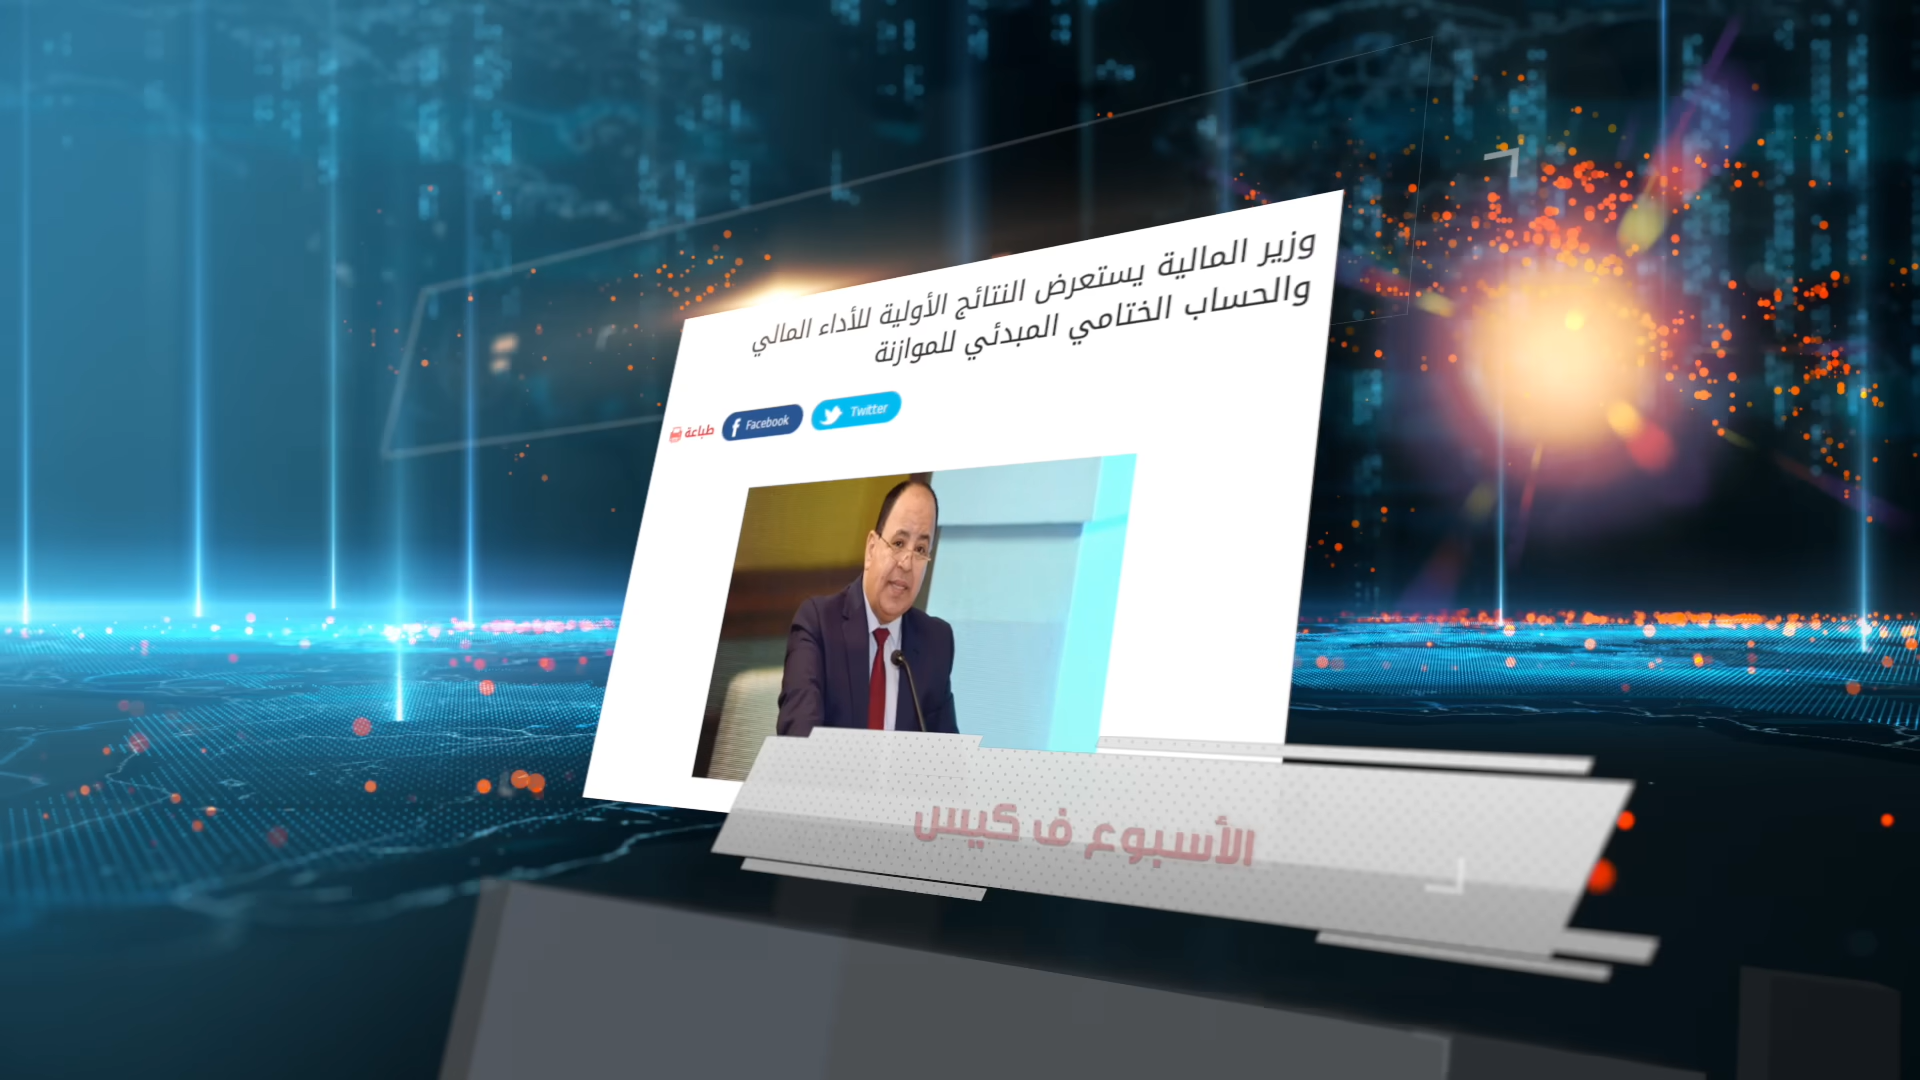 وزير المالية يستعرض النتائج الأولية للأداء المالي
والحساب الختامي المبدئي للموازنة
طباعة
Facebook
Twitter
الأسبوع ف كيس